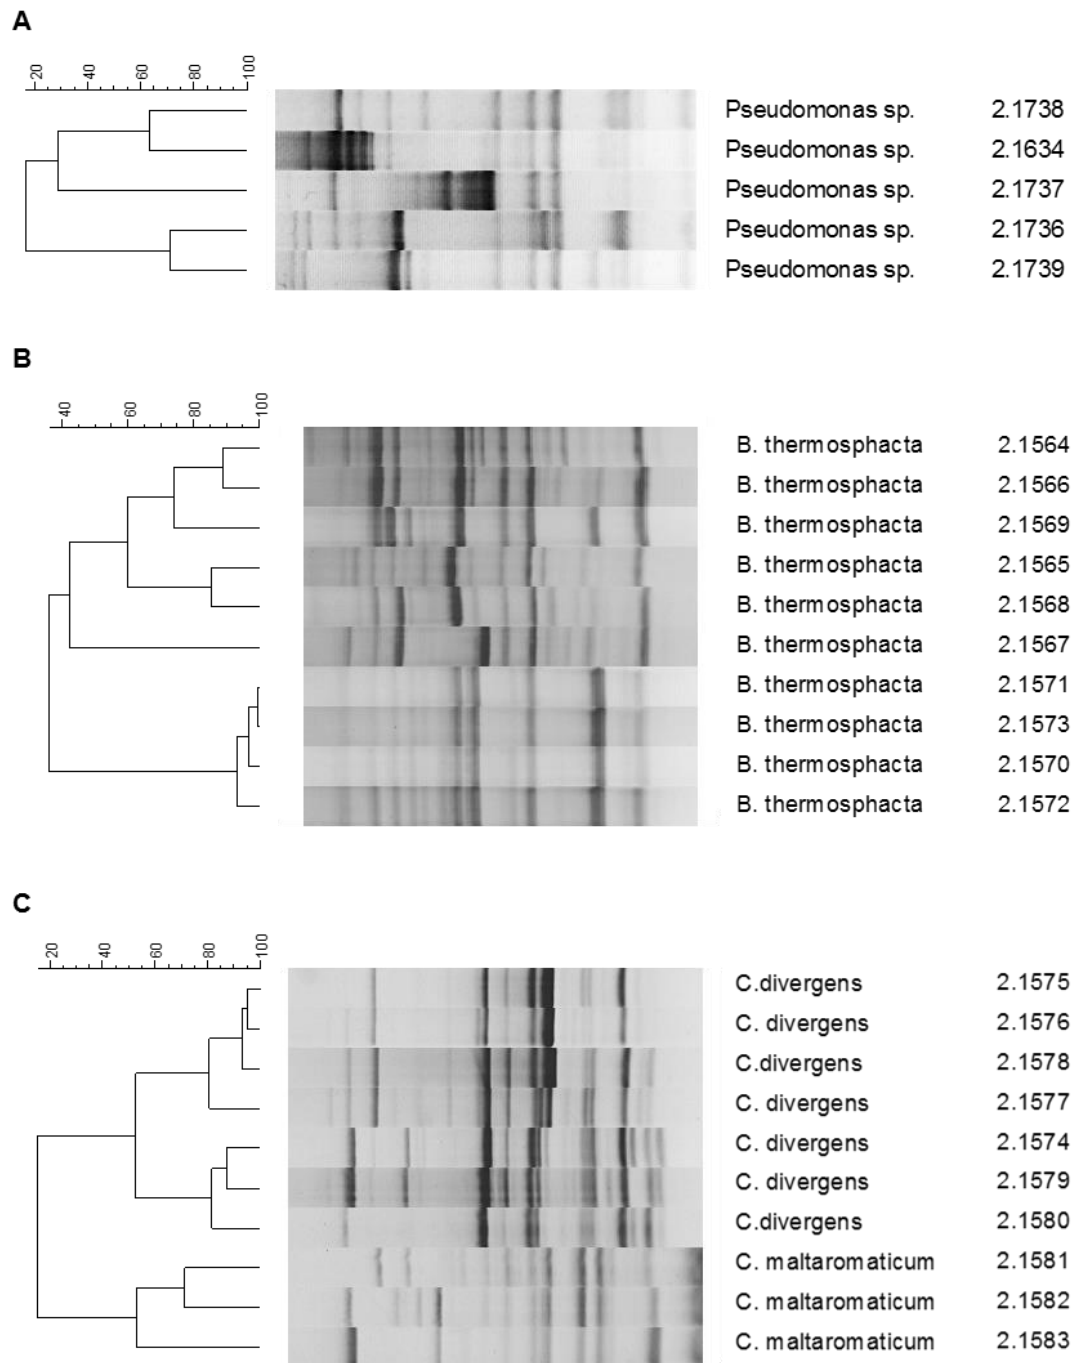 A
20 40 60 80 100
Pseudomonas sp. 2.1738
Pseudomonas sp. 2.1634
Pseudomonas sp. 2.1737
Pseudomonas sp. 2.1736
Pseudomonas sp. 2.1739
B
40 60 80 100
B. thermosphacta 2.1564
B. thermosphacta 2.1566
B. thermosphacta 2.1569
B. thermosphacta 2.1565
B. thermosphacta 2.1568
B. thermosphacta 2.1567
B. thermosphacta 2.1571
B. thermosphacta 2.1573
B. thermosphacta 2.1570
B. thermosphacta 2.1572
C
20 40 60 80 100
C.divergens 2.1575
C. divergens 2.1576
C.divergens 2.1578
C. divergens 2.1577
C. divergens 2.1574
C. divergens 2.1579
C.divergens 2.1580
C. maltaromaticum 2.1581
C. maltaromaticum 2.1582
C. maltaromaticum 2.1583